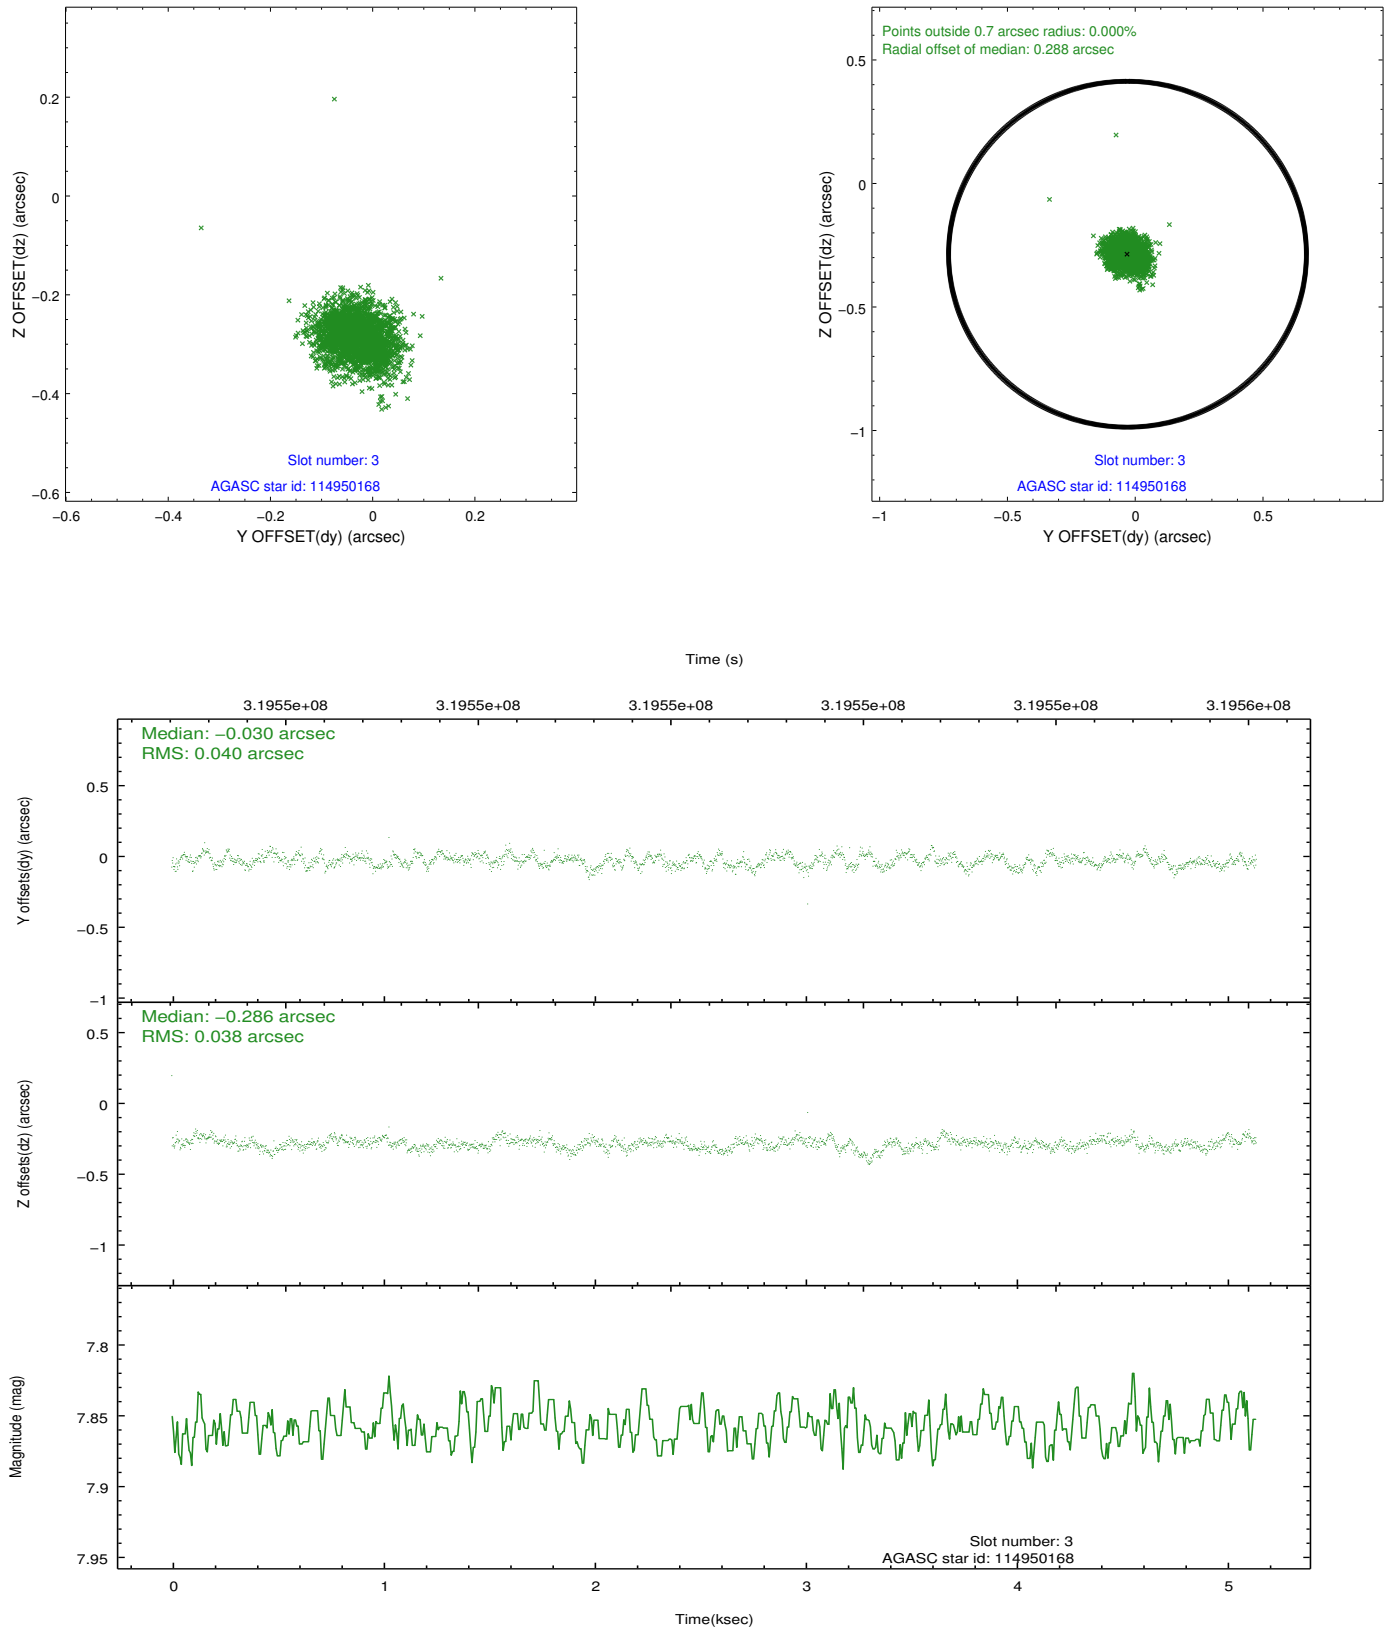 0.2
0
−0.2
−0.4
−0.6
−0.6
−0.4
−0.2
0
0.2
Z OFFSET(dz) (arcsec)
Y OFFSET(dy) (arcsec)
Slot number: 3
AGASC star id: 114950168
Points outside 0.7 arcsec radius: 0.000%
Radial offset of median: 0.288 arcsec
0.5
0
−0.5
−1
−1
−0.5
0
0.5
Z OFFSET(dz) (arcsec)
Y OFFSET(dy) (arcsec)
Slot number: 3
AGASC star id: 114950168
Time (s)
3.1955e+08
3.1955e+08
3.1955e+08
3.1955e+08
3.1955e+08
3.1956e+08
Median: −0.030 arcsec
RMS: 0.040 arcsec
0.5
0
−0.5
−1
Y offsets(dy) (arcsec)
Median: −0.286 arcsec
RMS: 0.038 arcsec
0.5
0
−0.5
−1
Z offsets(dz) (arcsec)
7.8
7.85
7.9
7.95
Magnitude (mag)
Slot number: 3
AGASC star id: 114950168
0
1
2
3
4
5
Time(ksec)